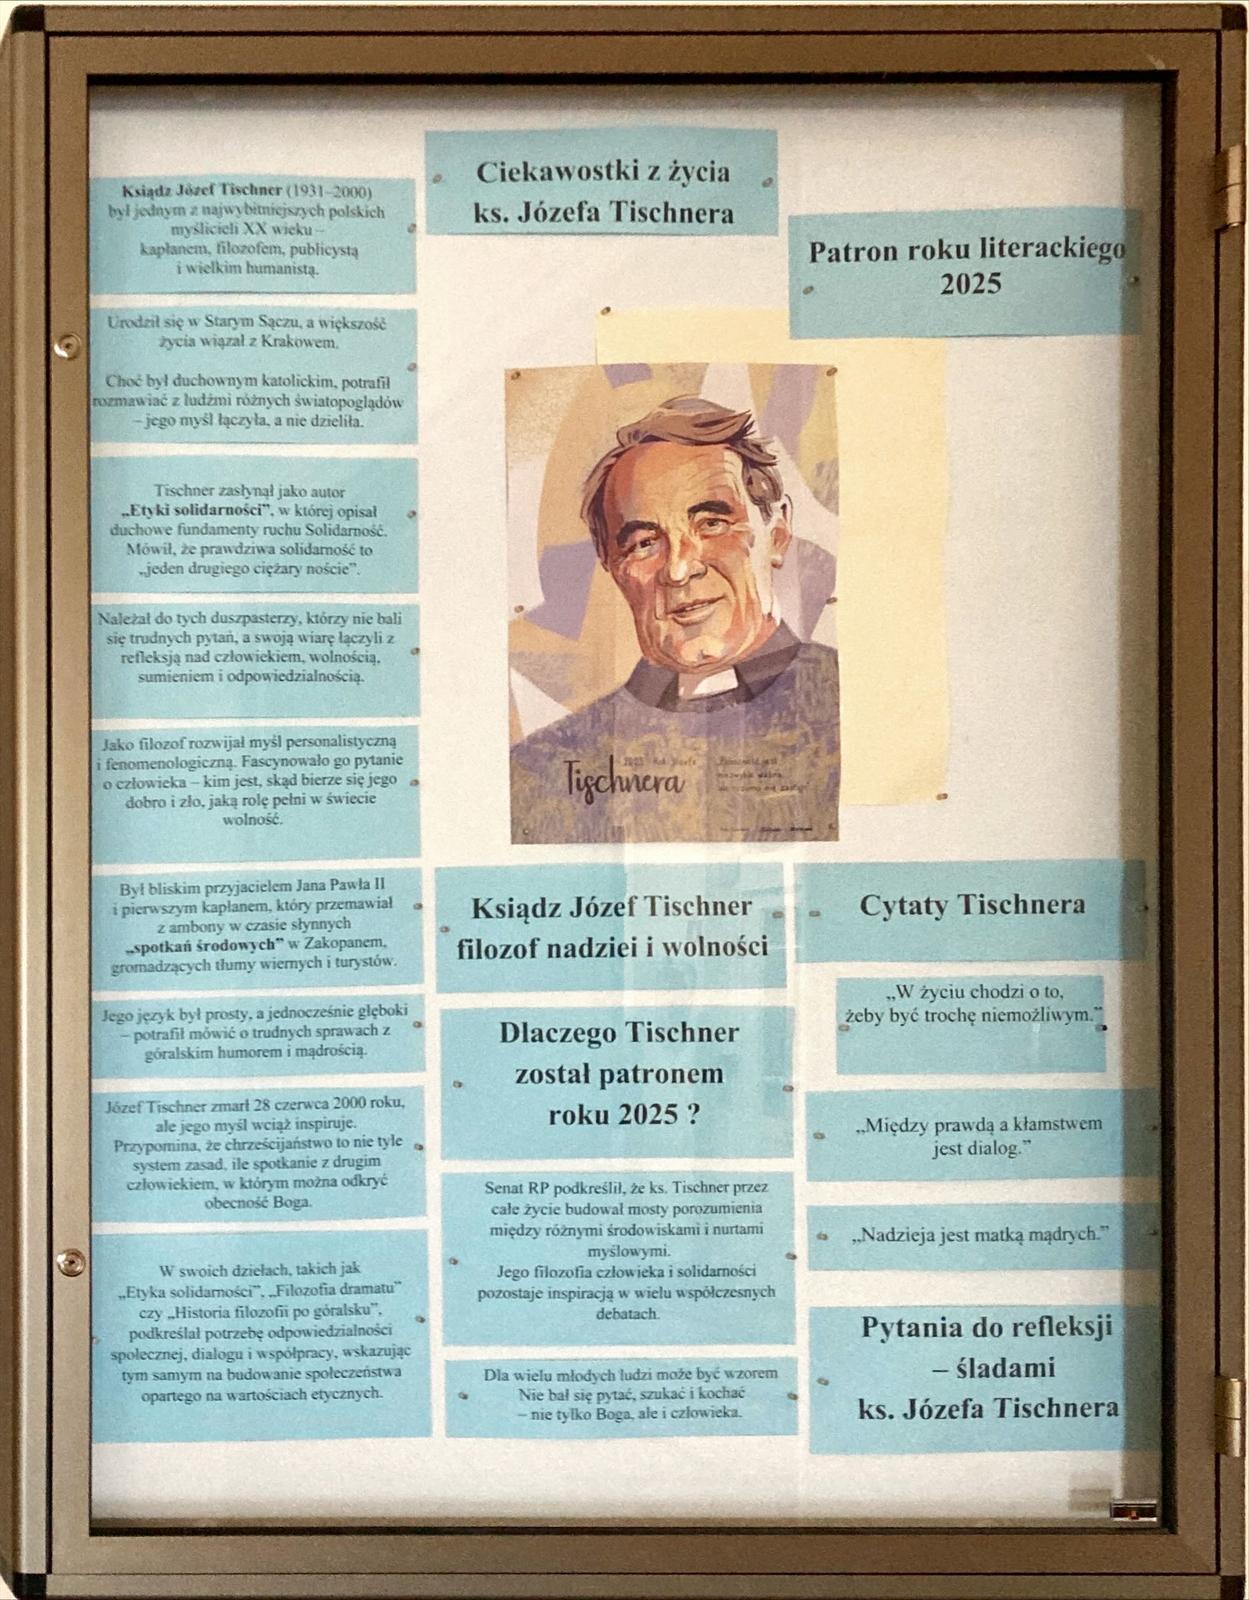 Ciekawostki z życia
ks. Józefa Tischnera
Patron roku literackiego
2025
Ksiądz Józef Tischner (1931–2000)
był jednym z najwybitniejszych polskich
myślicieli XX wieku –
kapłanem, filozofem, publicystą
i wielkim humanistą.
Urodził się w Starym Sączu, a większość
życia wiązał z Krakowem.
Choć był duchownym katolickim, potrafił
rozmawiać z ludźmi różnych światopoglądów
– jego myśl łączyła, a nie dzieliła.
Tischner zasłynął jako autor
„Etyki solidarności”, w której opisał
duchowe fundamenty ruchu Solidarność.
Mówił, że prawdziwa solidarność to
„jeden drugiego ciężary noście”.
Należał do tych duszpasterzy, którzy nie bali
się trudnych pytań, a swoją wiarę łączyli z
refleksją nad człowiekiem, wolnością,
sumieniem i odpowiedzialnością.
Jako filozof rozwijał myśl personalistyczną
i fenomenologiczną. Fascynowało go pytanie
o człowieka – kim jest, skąd bierze się jego
dobro i zło, jaką rolę pełni w świecie
wolność.
Był bliskim przyjacielem Jana Pawła II
i pierwszym kapłanem, który przemawiał
z ambony w czasie słynnych
„spotkań środowych” w Zakopanem,
gromadzących tłumy wiernych i turystów.
Jego język był prosty, a jednocześnie głęboki
– potrafił mówić o trudnych sprawach z
góralskim humorem i mądrością.
Józef Tischner zmarł 28 czerwca 2000 roku,
ale jego myśl wciąż inspiruje.
Przypomina, że chrześcijaństwo to nie tyle
system zasad, ile spotkanie z drugim
człowiekiem, w którym można odkryć
obecność Boga.
W swoich dziełach, takich jak
„Etyka solidarności”, „Filozofia dramatu”
czy „Historia filozofii po góralsku”,
podkreślał potrzebę odpowiedzialności
społecznej, dialogu i współpracy, wskazując
tym samym na budowanie społeczeństwa
opartego na wartościach etycznych.
2025 Rok Józefa
Tischnera
Ksiądz Józef Tischner
filozof nadziei i wolności
Dlaczego Tischner
został patronem
roku 2025 ?
Senat RP podkreślił, że ks. Tischner przez
całe życie budował mosty porozumienia
między różnymi środowiskami i nurtami
myślowymi.
Jego filozofia człowieka i solidarności
pozostaje inspiracją w wielu współczesnych
debatach.
Dla wielu młodych ludzi może być wzorem
Nie bał się pytać, szukać i kochać
– nie tylko Boga, ale i człowieka.
Cytaty Tischnera
„W życiu chodzi o to,
żeby być trochę niemożliwym.”
„Między prawdą a kłamstwem
jest dialog.”
„Nadzieja jest matką mądrych.”
Pytania do refleksji
– śladami
ks. Józefa Tischnera